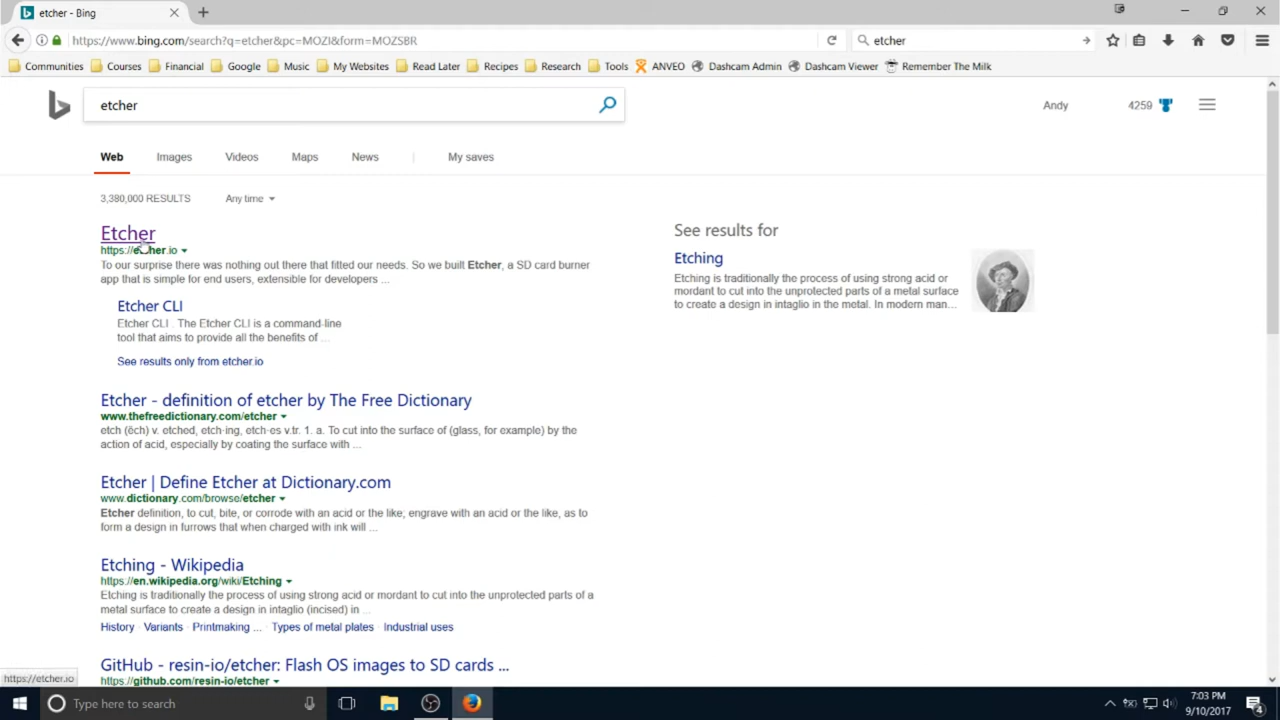 etcher - Bing
https://www.bing.com/search?q=etcher&pc=MOZI&form=MOZSBR
etcher
Communities Courses Financial Google Music My Websites Read Later Recipes Research Tools ANVEO Dashcam Admin Dashcam Viewer Remember The Milk
etcher
Andy 4259
Web Images Videos Maps News | My saves
3,380,000 RESULTS Any time
Etcher
https://etcher.io
To our surprise there was nothing out there that fitted our needs. So we built Etcher, a SD card burner
app that is simple for end users, extensible for developers ...
Etcher CLI
Etcher CLI . The Etcher CLI is a command-line
tool that aims to provide all the benefits of ...
See results only from etcher.io
Etcher - definition of etcher by The Free Dictionary
www.thefreedictionary.com/etcher
etch (ĕch) v. etched, etch·ing, etch·es v.tr. 1. a. To cut into the surface of (glass, for example) by the
action of acid, especially by coating the surface with ...
Etcher | Define Etcher at Dictionary.com
www.dictionary.com/browse/etcher
Etcher definition, to cut, bite, or corrode with an acid or the like; engrave with an acid or the like, as to
form a design in furrows that when charged with ink will ...
Etching - Wikipedia
https://en.wikipedia.org/wiki/Etching
Etching is traditionally the process of using strong acid or mordant to cut into the unprotected parts of a
metal surface to create a design in intaglio (incised) in ...
History · Variants · Printmaking ... · Types of metal plates · Industrial uses
GitHub - resin-io/etcher: Flash OS images to SD cards ...
https://github.com/resin-io/etcher
See results for
Etching
Etching is traditionally the process of using strong acid or
mordant to cut into the unprotected parts of a metal surface
to create a design in intaglio in the metal. In modern man...
https://etcher.io
Type here to search
7:03 PM
9/10/2017
4